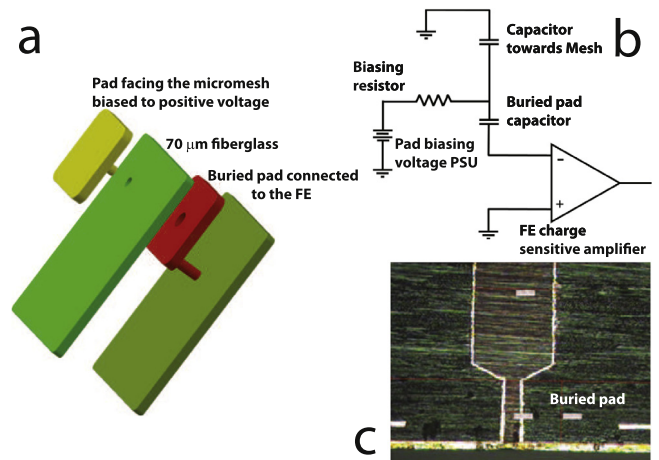 a
Pad facing the micromesh
biased to positive voltage
70 μm fiberglass
Buried pad connected
to the FE
b
Capacitor
towards Mesh
Biasing
resistor
Buried pad
capacitor
Pad biasing
voltage PSU
-
+
FE charge
sensitive amplifier
Buried pad
c